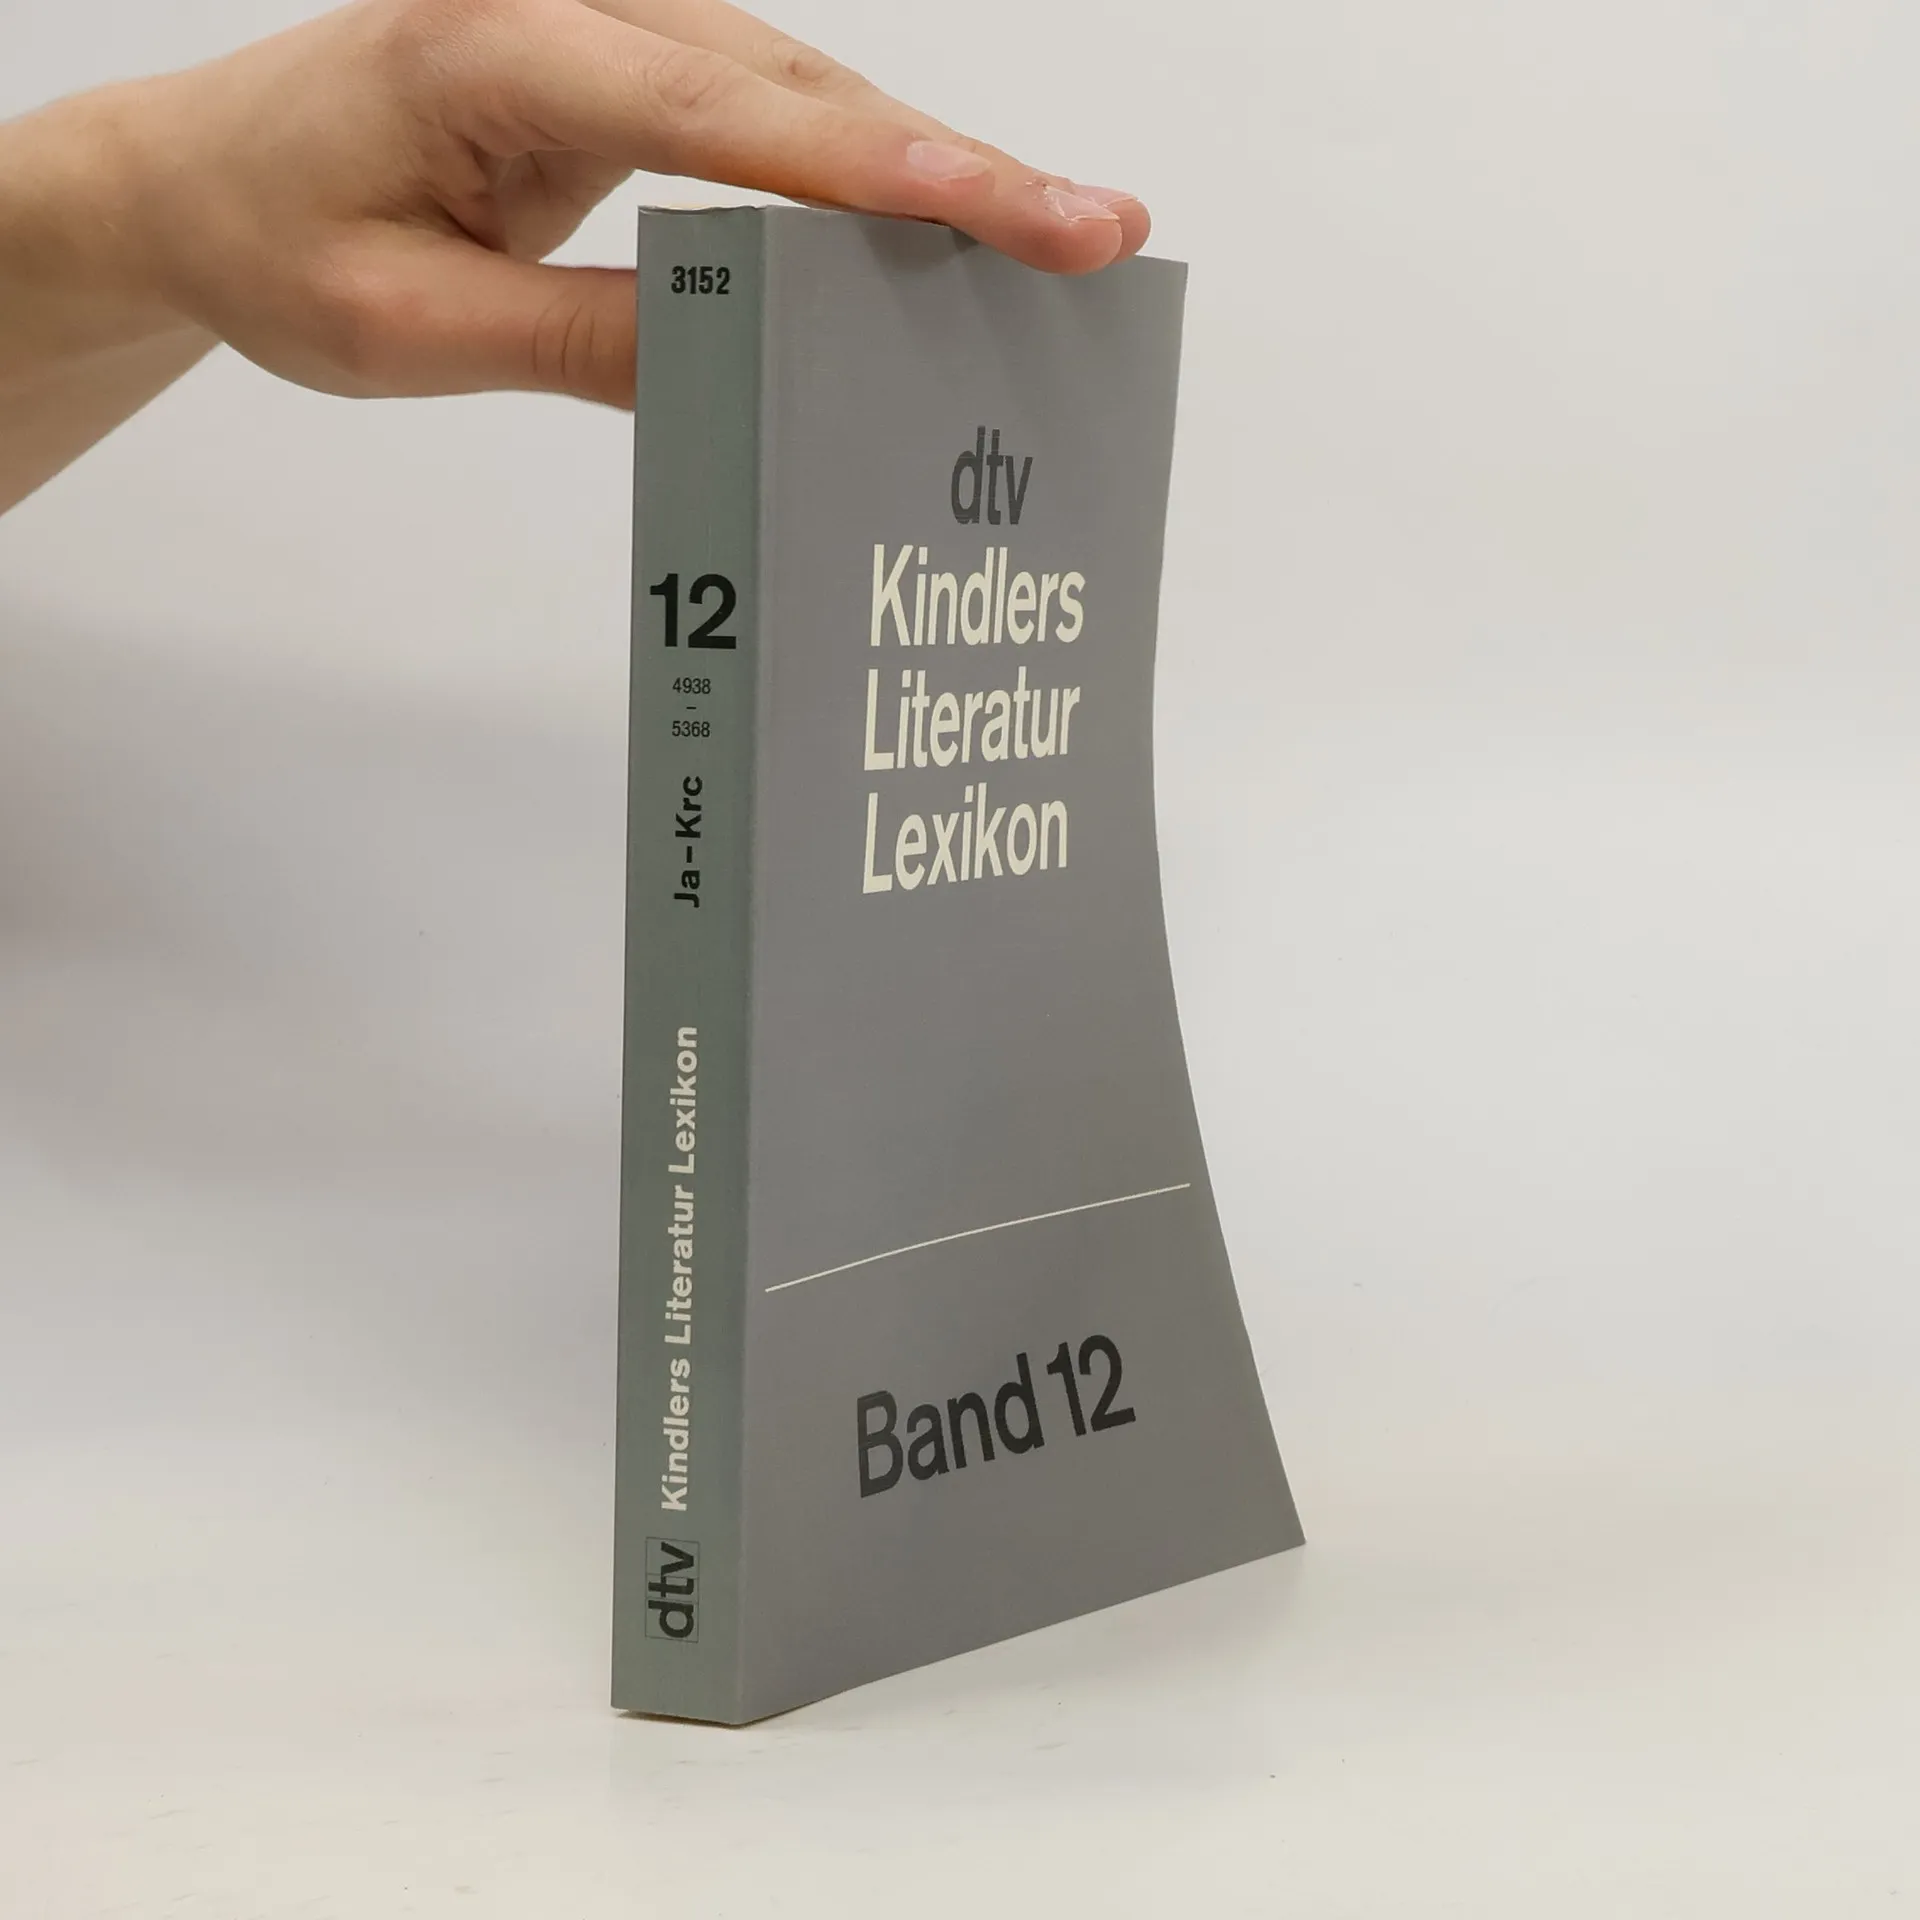 3152
12
4938
–
5368
Ja–Krc
Kindlers Literatur Lexikon
dtv
dtv
Kindlers
Literatur
Lexikon
Band 12